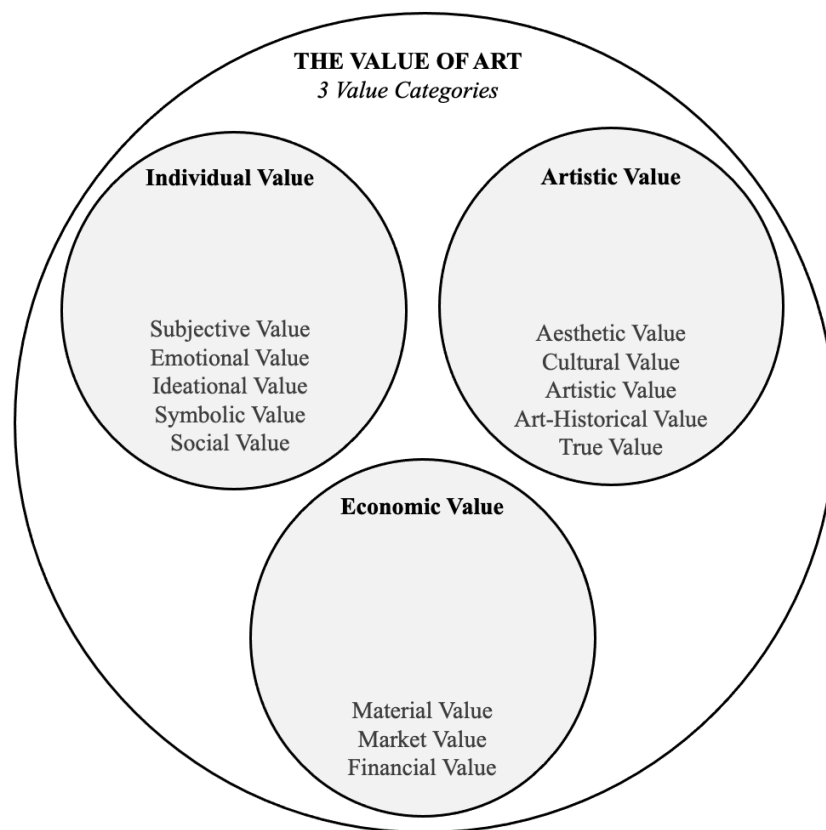 THE VALUE OF ART
3 Value Categories
Individual Value
Subjective Value
Emotional Value
Ideational Value
Symbolic Value
Social Value
Artistic Value
Aesthetic Value
Cultural Value
Artistic Value
Art-Historical Value
True Value
Economic Value
Material Value
Market Value
Financial Value